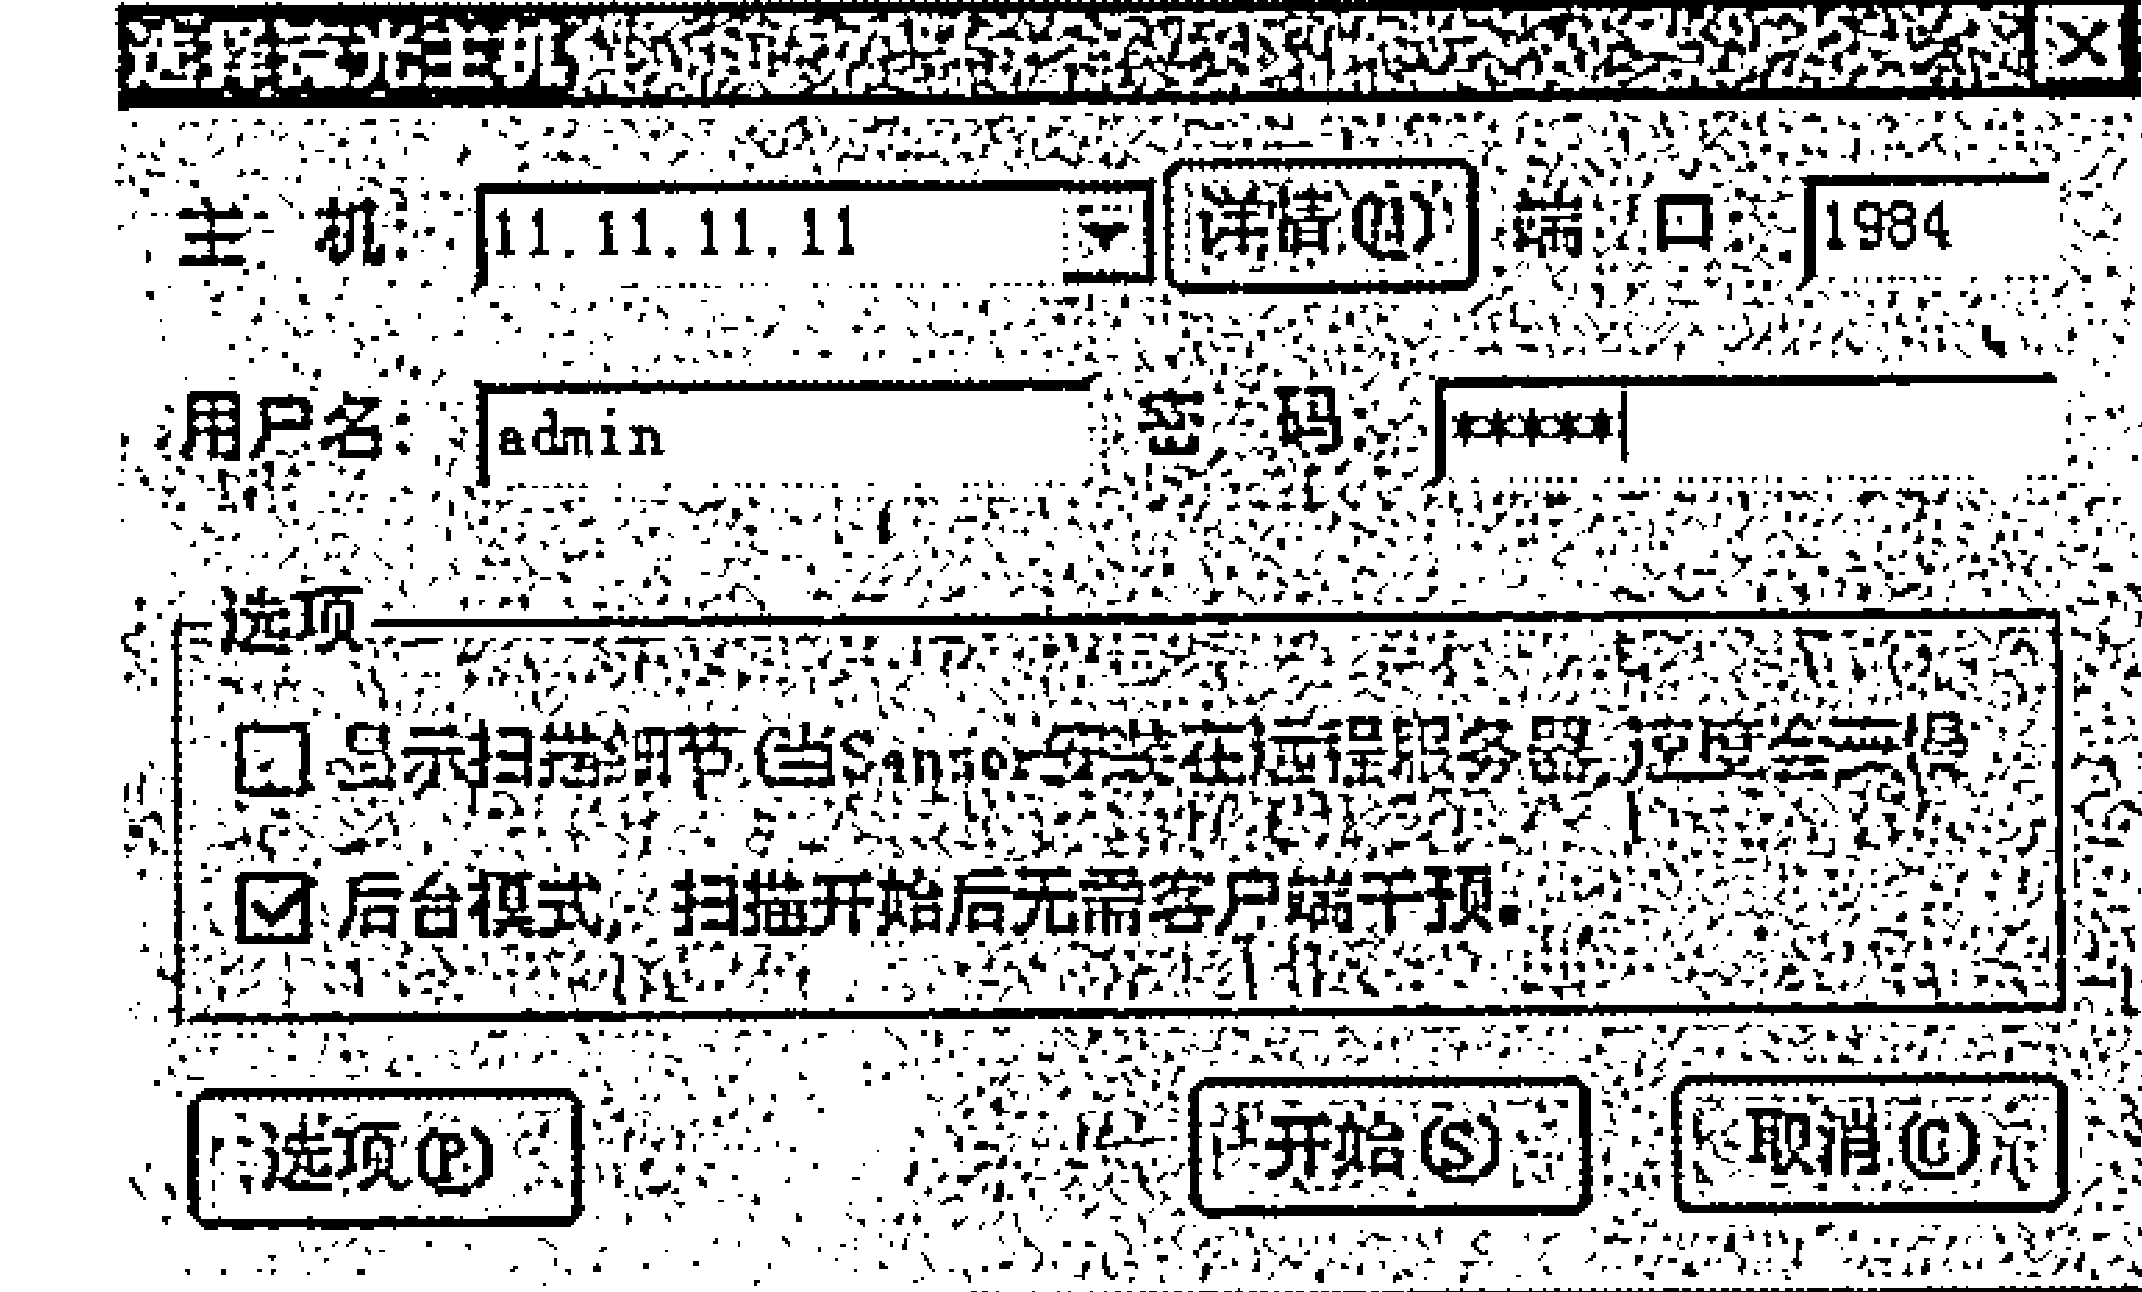 选择流光主机
主 机: 11.11.11.11 详情(H) 端 口: 1984
用户名: admin 密 码: *****
选项
显示扫描细节(当Sensor安装在远程服务器,速度会非常慢
后台模式, 扫描开始后无需客户端干预.
选项(P) 开始(S) 取消(C)